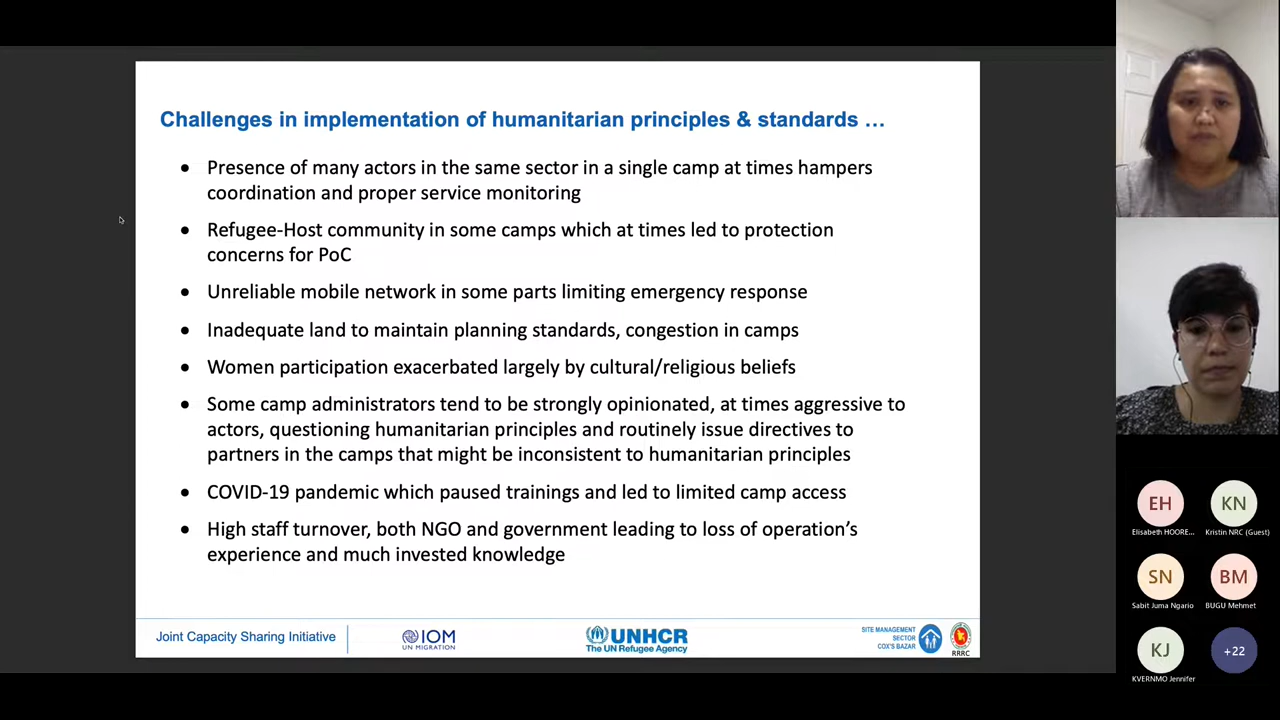 Challenges in implementation of humanitarian principles & standards ...
• Presence of many actors in the same sector in a single camp at times hampers
coordination and proper service monitoring
• Refugee-Host community in some camps which at times led to protection
concerns for PoC
• Unreliable mobile network in some parts limiting emergency response
• Inadequate land to maintain planning standards, congestion in camps
• Women participation exacerbated largely by cultural/religious beliefs
• Some camp administrators tend to be strongly opinionated, at times aggressive to
actors, questioning humanitarian principles and routinely issue directives to
partners in the camps that might be inconsistent to humanitarian principles
• COVID-19 pandemic which paused trainings and led to limited camp access
• High staff turnover, both NGO and government leading to loss of operation's
experience and much invested knowledge
Joint Capacity Sharing Initiative
IOM
UN MIGRATION
UNHCR
The UN Refugee Agency
SITE MANAGEMENT
SECTOR
COX'S BAZAR
RRRC
EH
Elisabeth HOORE...
KN
Kristin NRC (Guest)
SN
Sabit Juma Ngario
BM
BUGU Mehmet
KJ
KVERNMO Jennifer
+22